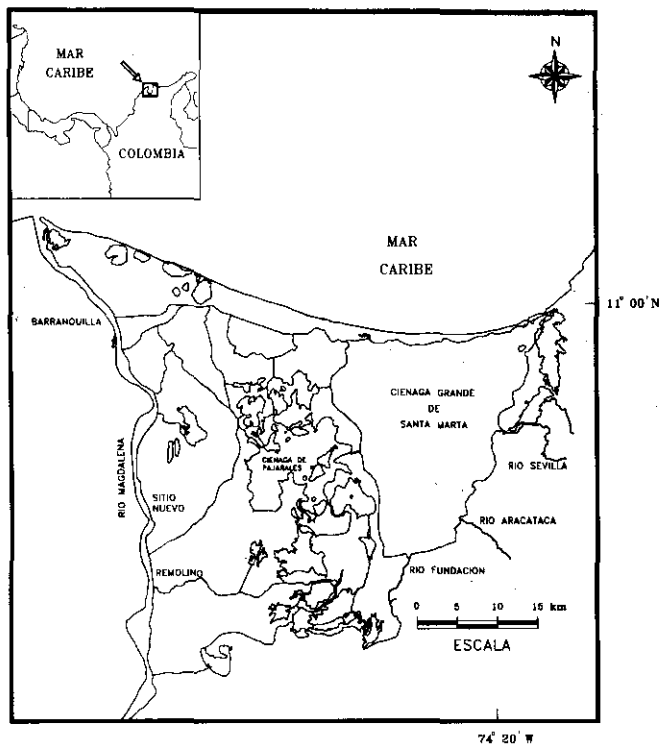 MAR
CARIBE
COLOMBIA
N
MAR
CARIBE
11° 00'N
BARRANQUILLA
CIENAGA GRANDE
DE
SANTA MARTA
CIENAGA DE
PAJARALES
RIO SEVILLA
RIO MAGDALENA
SITIO
NUEVO
RIO ARACATACA
REMOLINO
RIO FUNDACION
0 5 10 15 km
ESCALA
74° 20' W